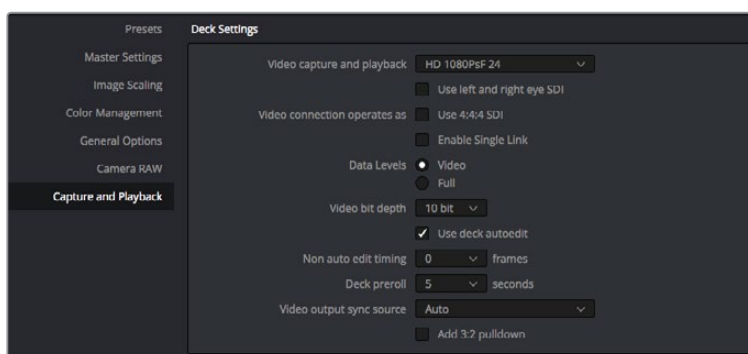 Presets
Master Settings
Image Scaling
Color Management
General Options
Camera RAW
Capture and Playback
Deck Settings
Video capture and playback HD 1080PsF 24
Use left and right eye SDI
Video connection operates as Use 4:4:4 SDI
Enable Single Link
Data Levels Video
Full
Video bit depth 10 bit
Use deck autoedit
Non auto edit timing 0 frames
Deck preroll 5 seconds
Video output sync source Auto
Add 3:2 pulldown